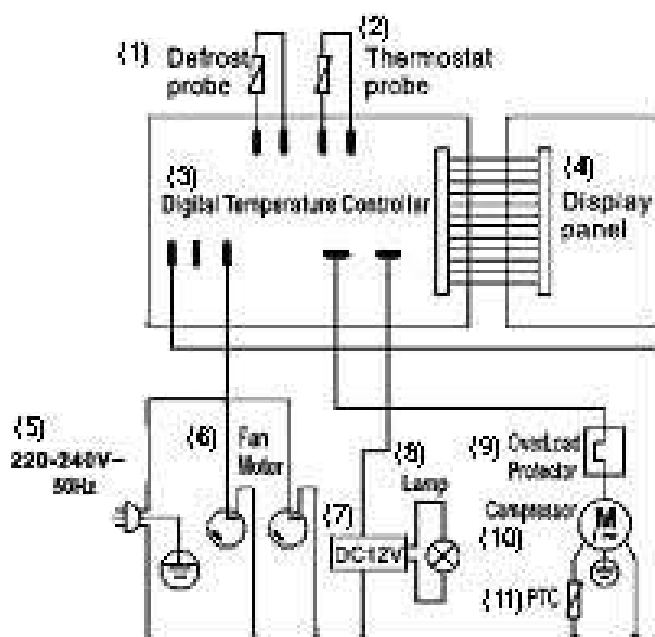 (1) Defrost
probe
(2)
Thermostat
probe
(3)
Digital Temperature Controller
(4)
Display
panel
(5)
220-240V~
50Hz
(6) Fan
Motor
(7)
DC12V
(8)
Lamp
(9) OverLoad
Protector
Compressor
(10)
M
(11) PTC